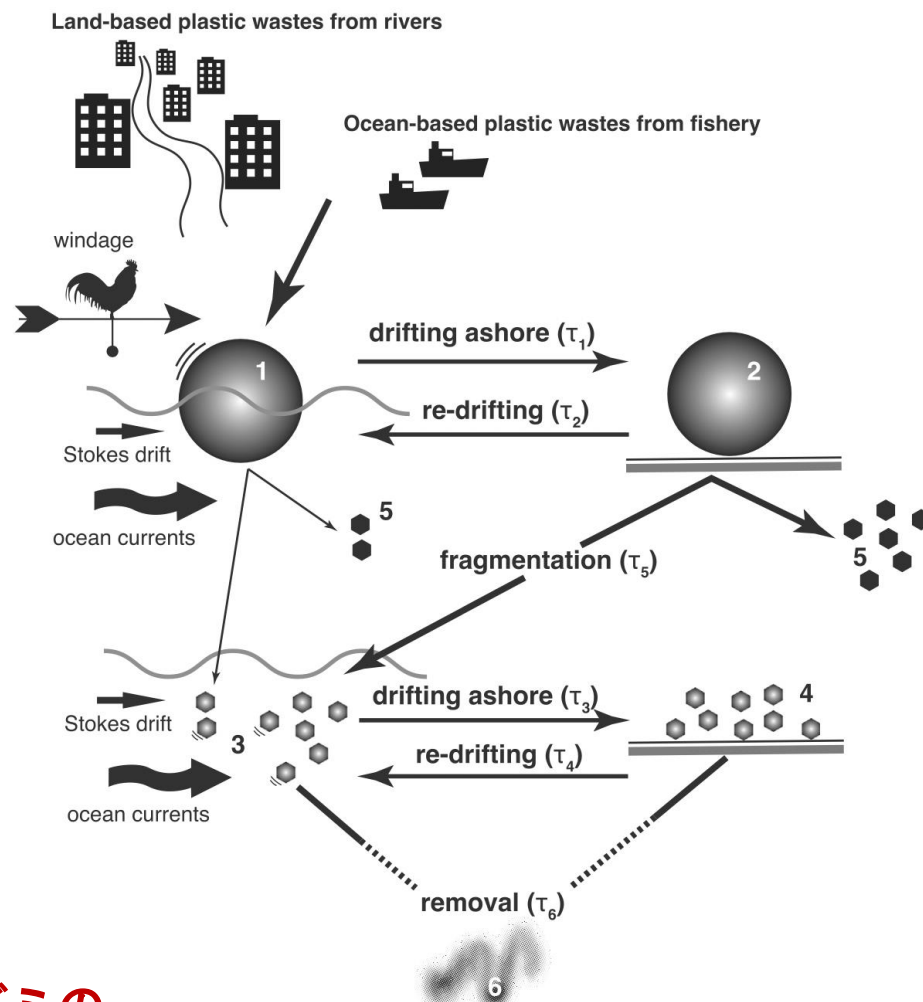 Land-based plastic wastes from rivers
Ocean-based plastic wastes from fishery
windage
1
drifting ashore (τ1)
2
re-drifting (τ2)
Stokes drift
5
ocean currents
5
fragmentation (τ5)
drifting ashore (τ3)
4
Stokes drift
3
re-drifting (τ4)
ocean currents
removal (τ6)
6
ミの